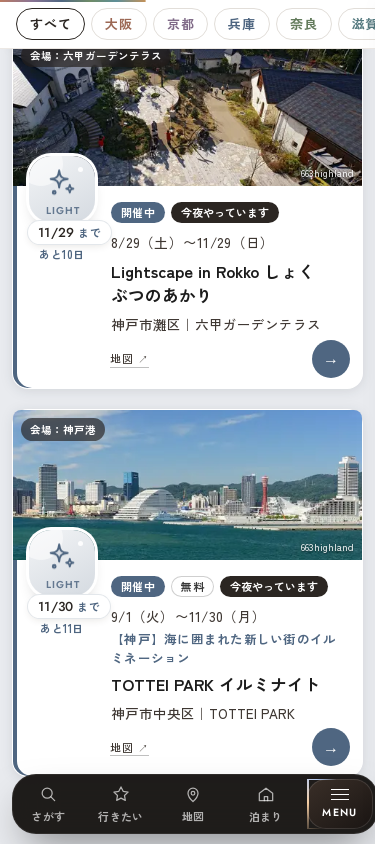 すべて
大阪
京都
兵庫
奈良
滋賀
会場：六甲ガーデンテラス
663highland
LIGHT
11/29 まで
あと10日
開催中
今夜やっています
8/29（土）〜11/29（日）
Lightscape in Rokko しょく
ぶつのあかり
神戸市灘区｜六甲ガーデンテラス
地図 ↗
→
会場：神戸港
663highland
LIGHT
11/30 まで
あと11日
開催中
無料
今夜やっています
9/1（火）〜11/30（月）
【神戸】海に囲まれた新しい街のイル
ミネーション
TOTTEI PARK イルミナイト
神戸市中央区｜TOTTEI PARK
地図 ↗
→
さがす
行きたい
地図
泊まり
MENU